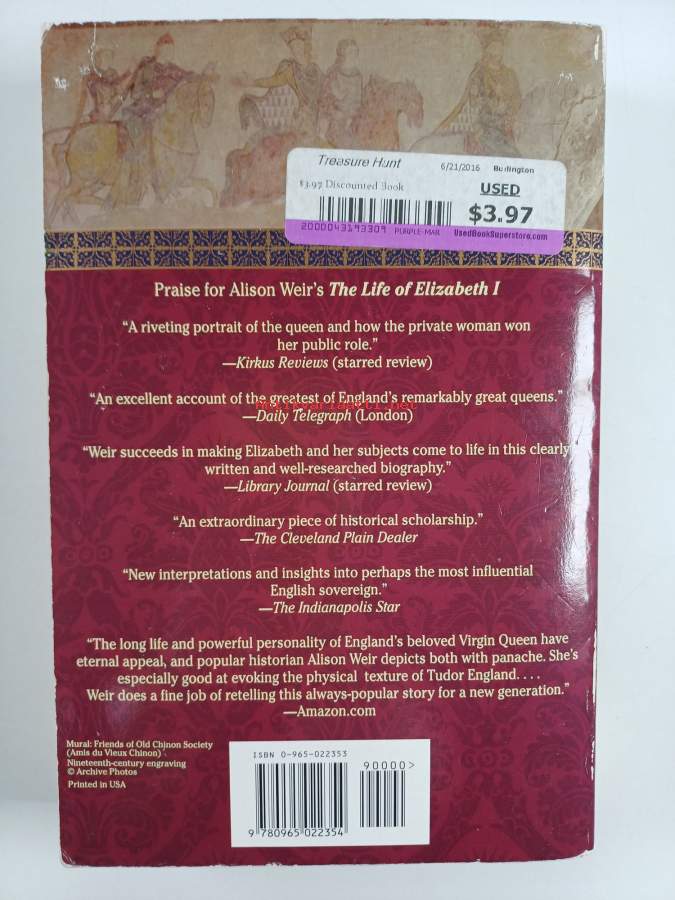 Treasure Hunt 6/21/2016 Burlington
$3.97 Discounted Book USED
$3.97
2000043193309 PURPLE-MAR UsedBookSuperstore.com
Praise for Alison Weir's The Life of Elizabeth I
“A riveting portrait of the queen and how the private woman won
her public role.”
—Kirkus Reviews (starred review)
“An excellent account of the greatest of England's remarkably great queens.”
—Daily Telegraph (London)
“Weir succeeds in making Elizabeth and her subjects come to life in this clearly
written and well-researched biography.”
—Library Journal (starred review)
“An extraordinary piece of historical scholarship.”
—The Cleveland Plain Dealer
“New interpretations and insights into perhaps the most influential
English sovereign.”
—The Indianapolis Star
“The long life and powerful personality of England's beloved Virgin Queen have
eternal appeal, and popular historian Alison Weir depicts both with panache. She's
especially good at evoking the physical texture of Tudor England. . . .
Weir does a fine job of retelling this always-popular story for a new generation.”
—Amazon.com
Mural: Friends of Old Chinon Society
(Amis du Vieux Chinon)
Nineteenth-century engraving
© Archive Photos
Printed in USA
ISBN 0-965-022353
90000>
9 780965 022354